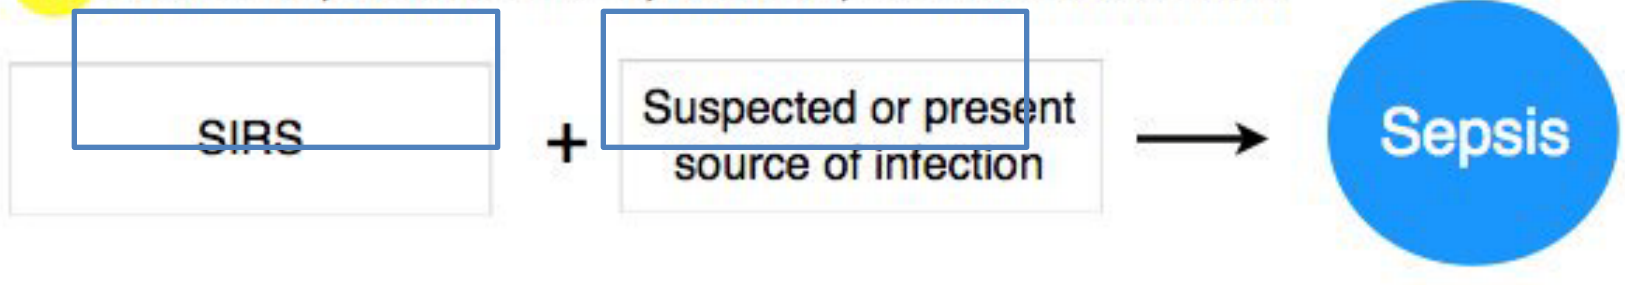 SIRS
+
Suspected or present
source of infection
Sepsis